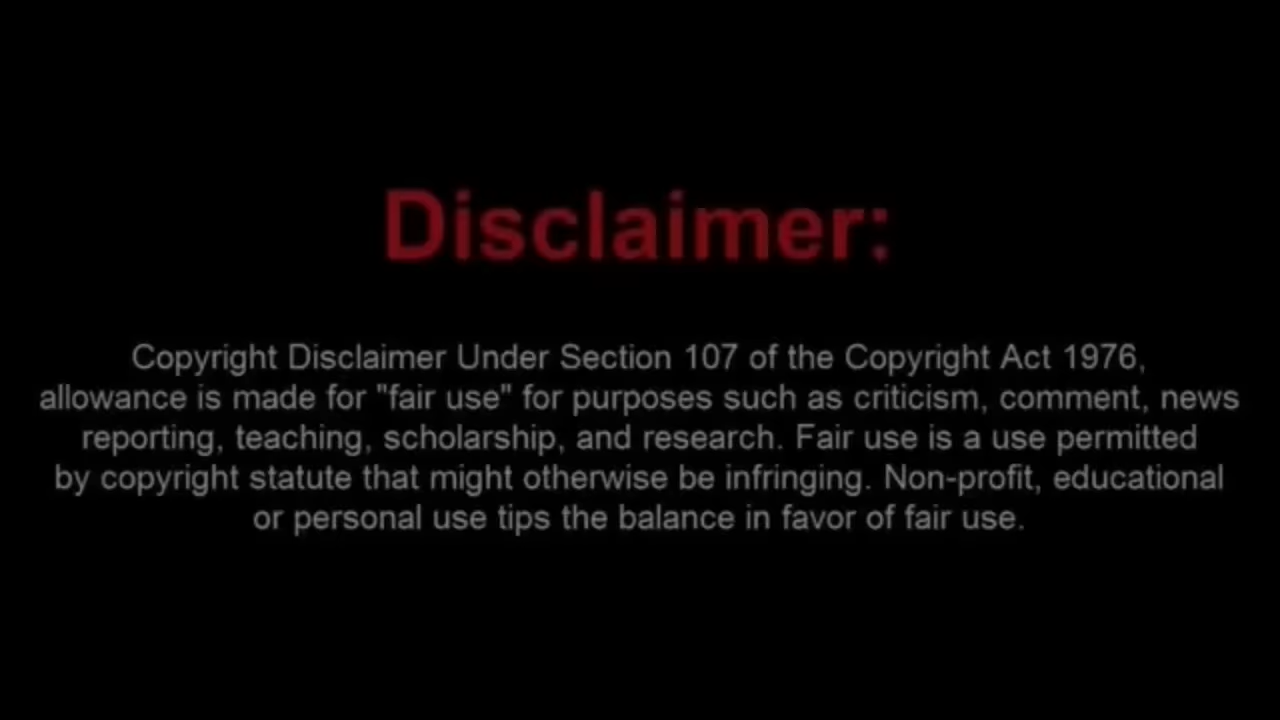 Disclaimer:
Copyright Disclaimer Under Section 107 of the Copyright Act 1976,
allowance is made for "fair use" for purposes such as criticism, comment, news
reporting, teaching, scholarship, and research. Fair use is a use permitted
by copyright statute that might otherwise be infringing. Non-profit, educational
or personal use tips the balance in favor of fair use.